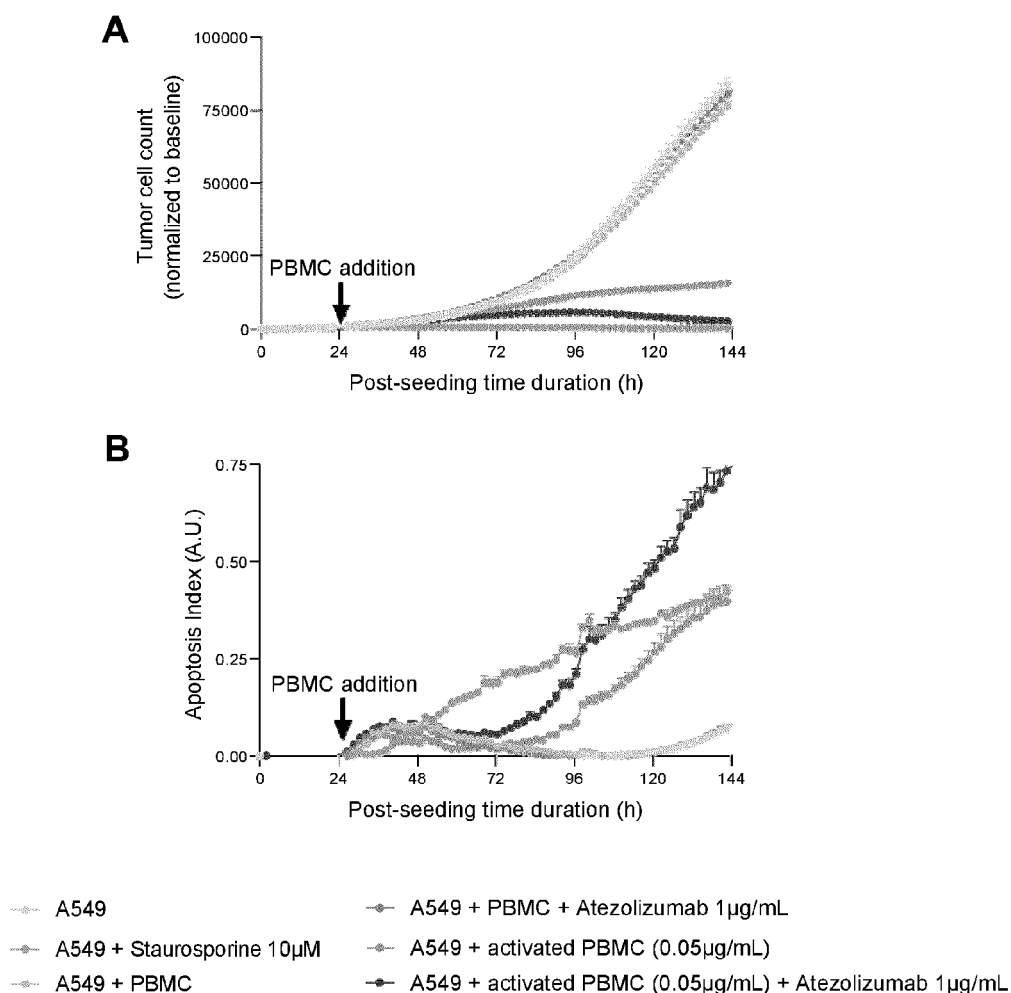 A
100000
75000
50000
25000
0
Tumor cell count
(normalized to baseline)
PBMC addition
0 24 48 72 96 120 144
Post-seeding time duration (h)
B
0.75
0.50
0.25
0.00
Apoptosis Index (A.U.)
PBMC addition
0 24 48 72 96 120 144
Post-seeding time duration (h)
A549
A549 + Staurosporine 10µM
A549 + PBMC
A549 + PBMC + Atezolizumab 1µg/mL
A549 + activated PBMC (0.05µg/mL)
A549 + activated PBMC (0.05µg/mL) + Atezolizumab 1µg/mL